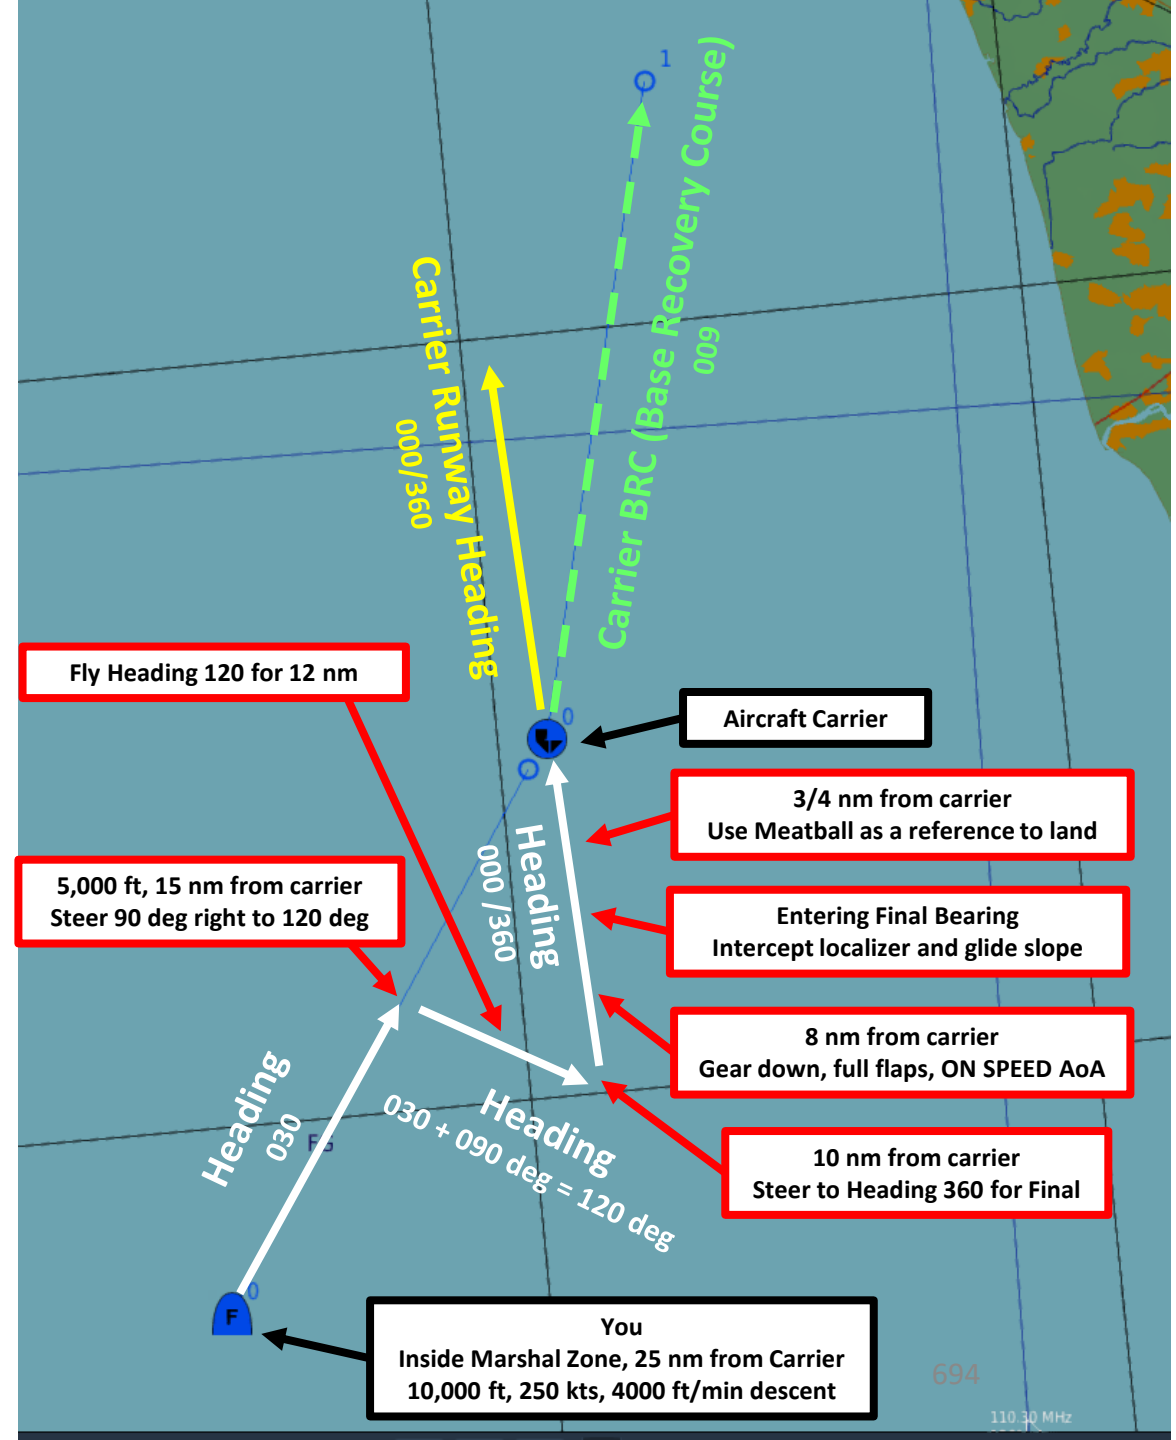 1
Carrier BRC (Base Recovery Course)
009
Carrier Runway Heading
000/360
Fly Heading 120 for 12 nm
0
Aircraft Carrier
3/4 nm from carrier
Use Meatball as a reference to land
Heading
000 /360
5,000 ft, 15 nm from carrier
Steer 90 deg right to 120 deg
Entering Final Bearing
Intercept localizer and glide slope
8 nm from carrier
Gear down, full flaps, ON SPEED AoA
Heading
030
Heading
030 + 090 deg = 120 deg
10 nm from carrier
Steer to Heading 360 for Final
0
F
You
Inside Marshal Zone, 25 nm from Carrier
10,000 ft, 250 kts, 4000 ft/min descent
694
110.30 MHz